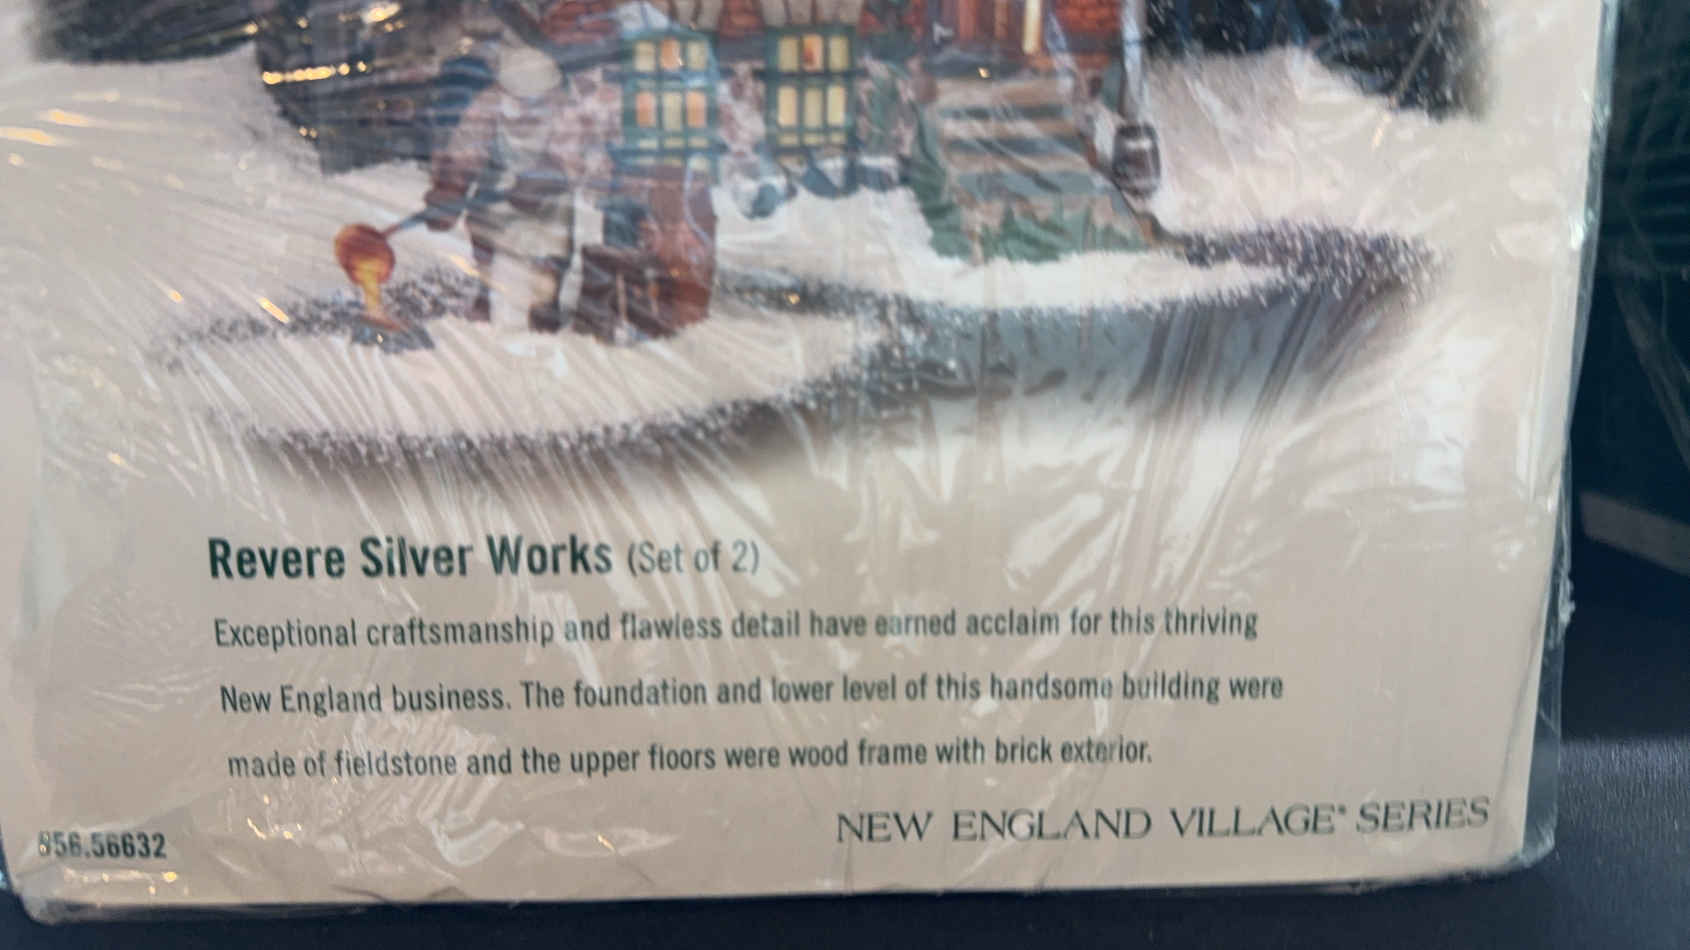 Revere Silver Works (Set of 2)
Exceptional craftsmanship and flawless detail have earned acclaim for this thriving
New England business. The foundation and lower level of this handsome building were
made of fieldstone and the upper floors were wood frame with brick exterior.
NEW ENGLAND VILLAGE® SERIES
856.56632